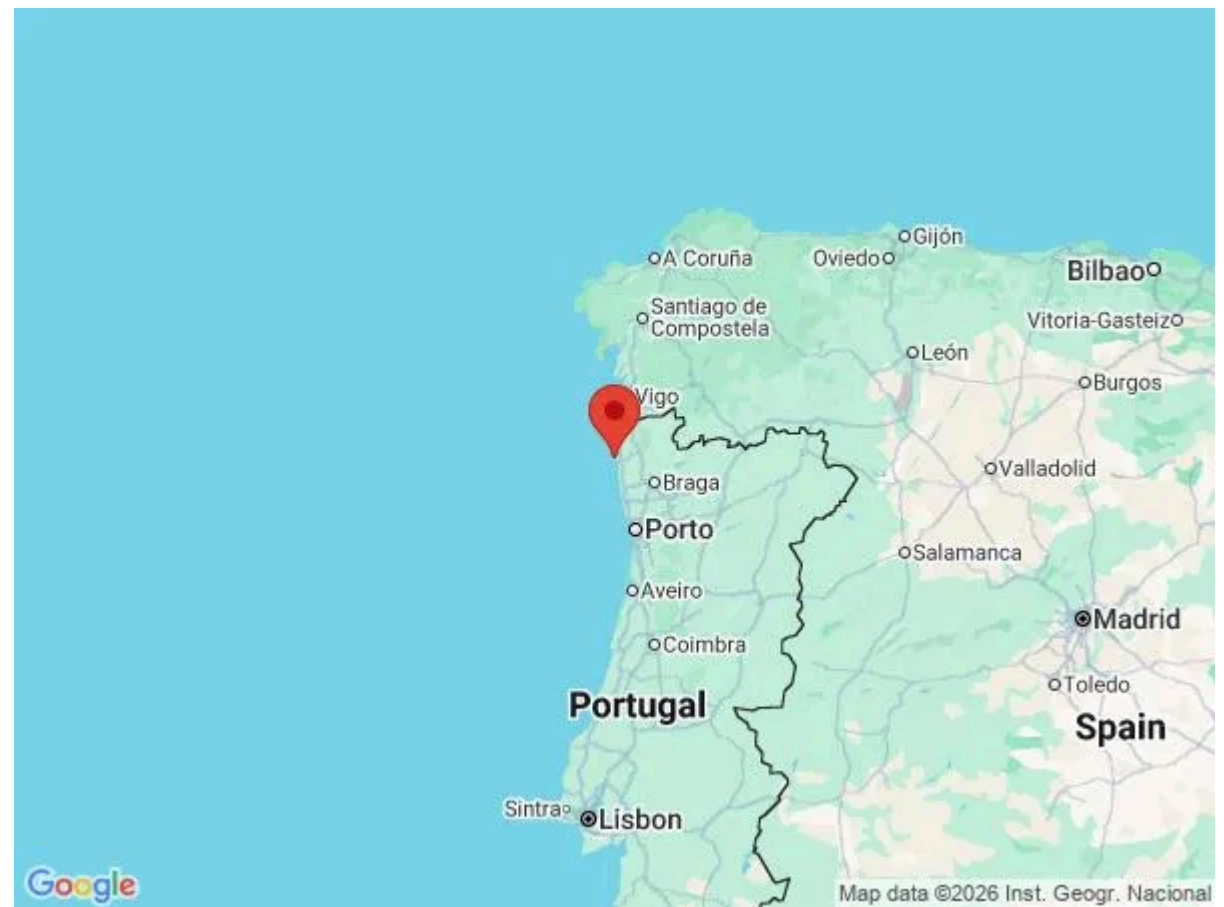 Gijón
A Coruña
Oviedo
Bilbao
Santiago de
Compostela
Vitoria-Gasteiz
León
Burgos
Vigo
Valladolid
Braga
Porto
Salamanca
Aveiro
Madrid
Coimbra
Toledo
Portugal
Spain
Sintra
Lisbon
Google
Map data ©2026 Inst. Geogr. Nacional